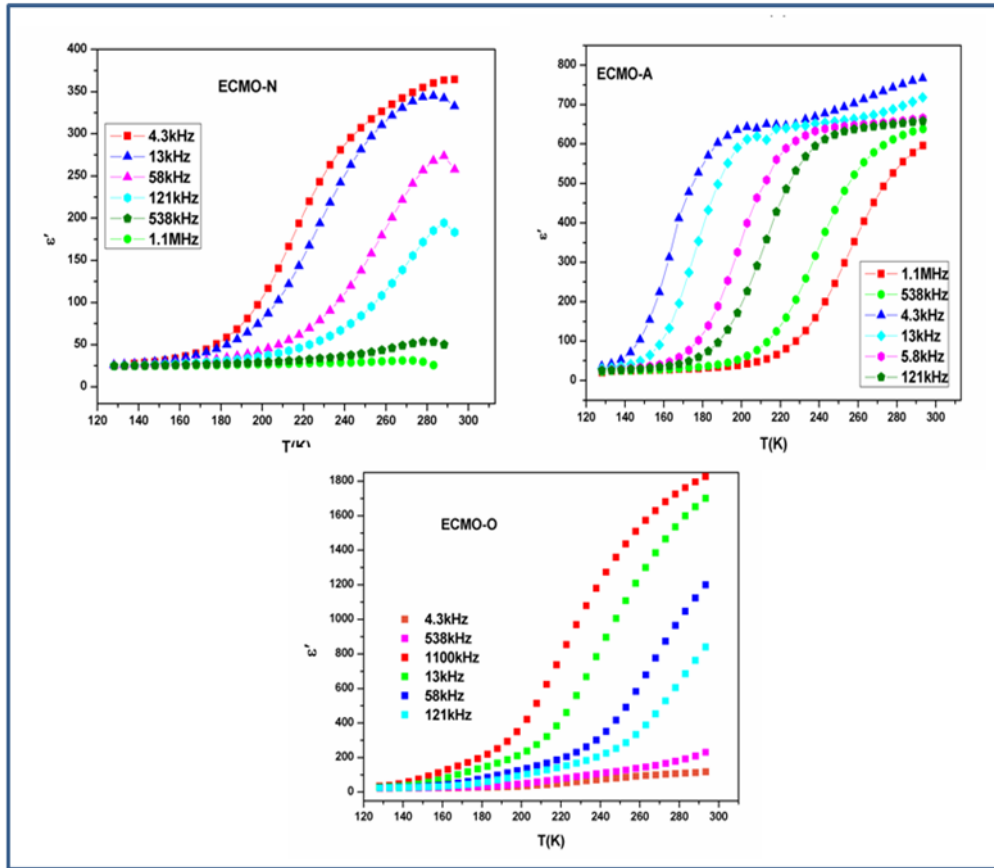 ECMO-N
4.3kHz
13kHz
58kHz
121kHz
538kHz
1.1MHz
ε′
400
350
300
250
200
150
100
50
0
120 140 160 180 200 220 240 260 280 300
T(K)
ECMO-A
ε′
800
700
600
500
400
300
200
100
0
1.1MHz
538kHz
4.3kHz
13kHz
5.8kHz
121kHz
120 140 160 180 200 220 240 260 280 300
T(K)
ECMO-O
ε′
1800
1600
1400
1200
1000
800
600
400
200
0
4.3kHz
538kHz
1100kHz
13kHz
58kHz
121kHz
120 140 160 180 200 220 240 260 280 300
T(K)